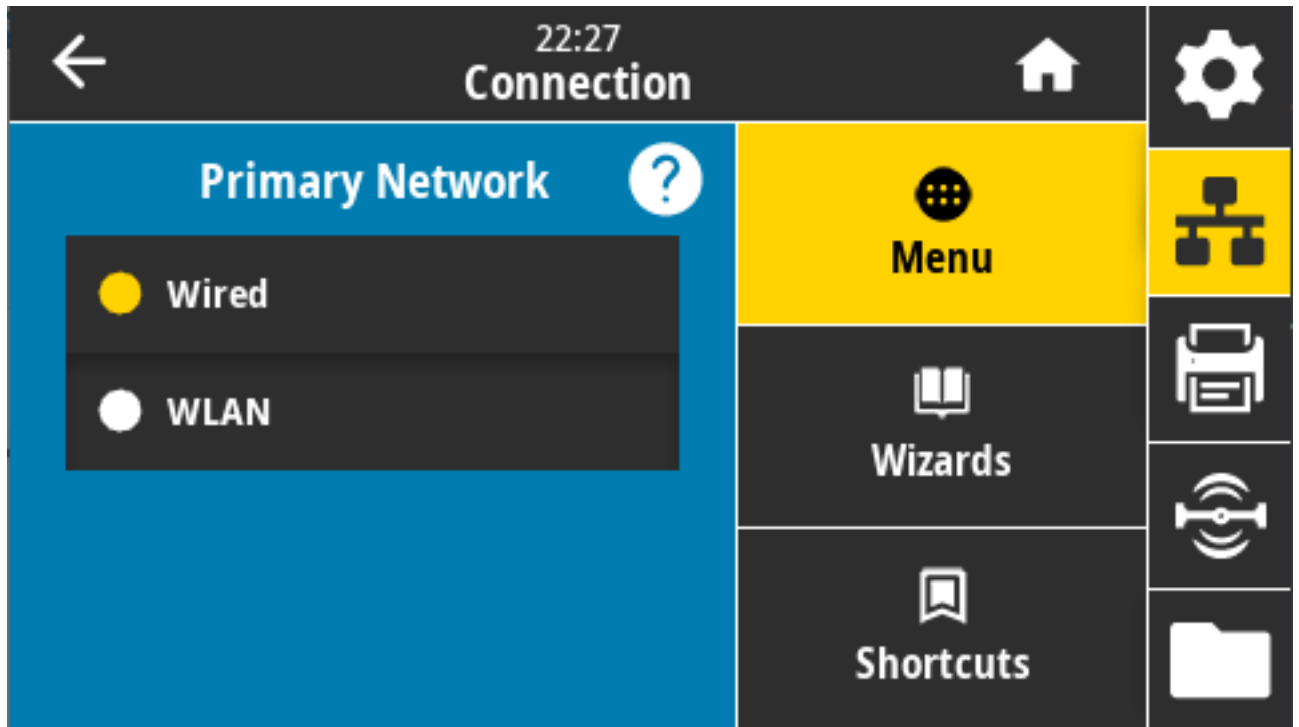 22:27
Connection
Primary Network
?
Wired
WLAN
Menu
Wizards
Shortcuts